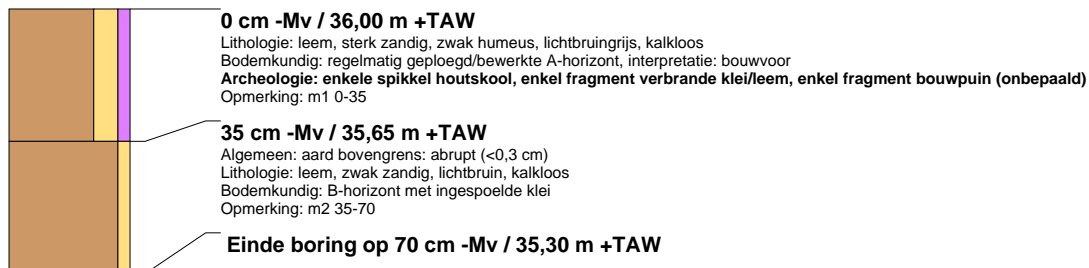 0 cm -Mv / 36,00 m +TAW
Lithologie: leem, sterk zandig, zwak humeus, lichtbruingrijs, kalkloos
Bodemkundig: regelmatig geploegd/bewerkte A-horizont, interpretatie: bouwvoor
Archeologie: enkele spikkel houtskool, enkel fragment verbrande klei/leem, enkel fragment bouwpuin (onbepaald)
Opmerking: m1 0-35
35 cm -Mv / 35,65 m +TAW
Algemeen: aard bovengrens: abrupt (<0,3 cm)
Lithologie: leem, zwak zandig, lichtbruin, kalkloos
Bodemkundig: B-horizont met ingespoelde klei
Opmerking: m2 35-70
Einde boring op 70 cm -Mv / 35,30 m +TAW